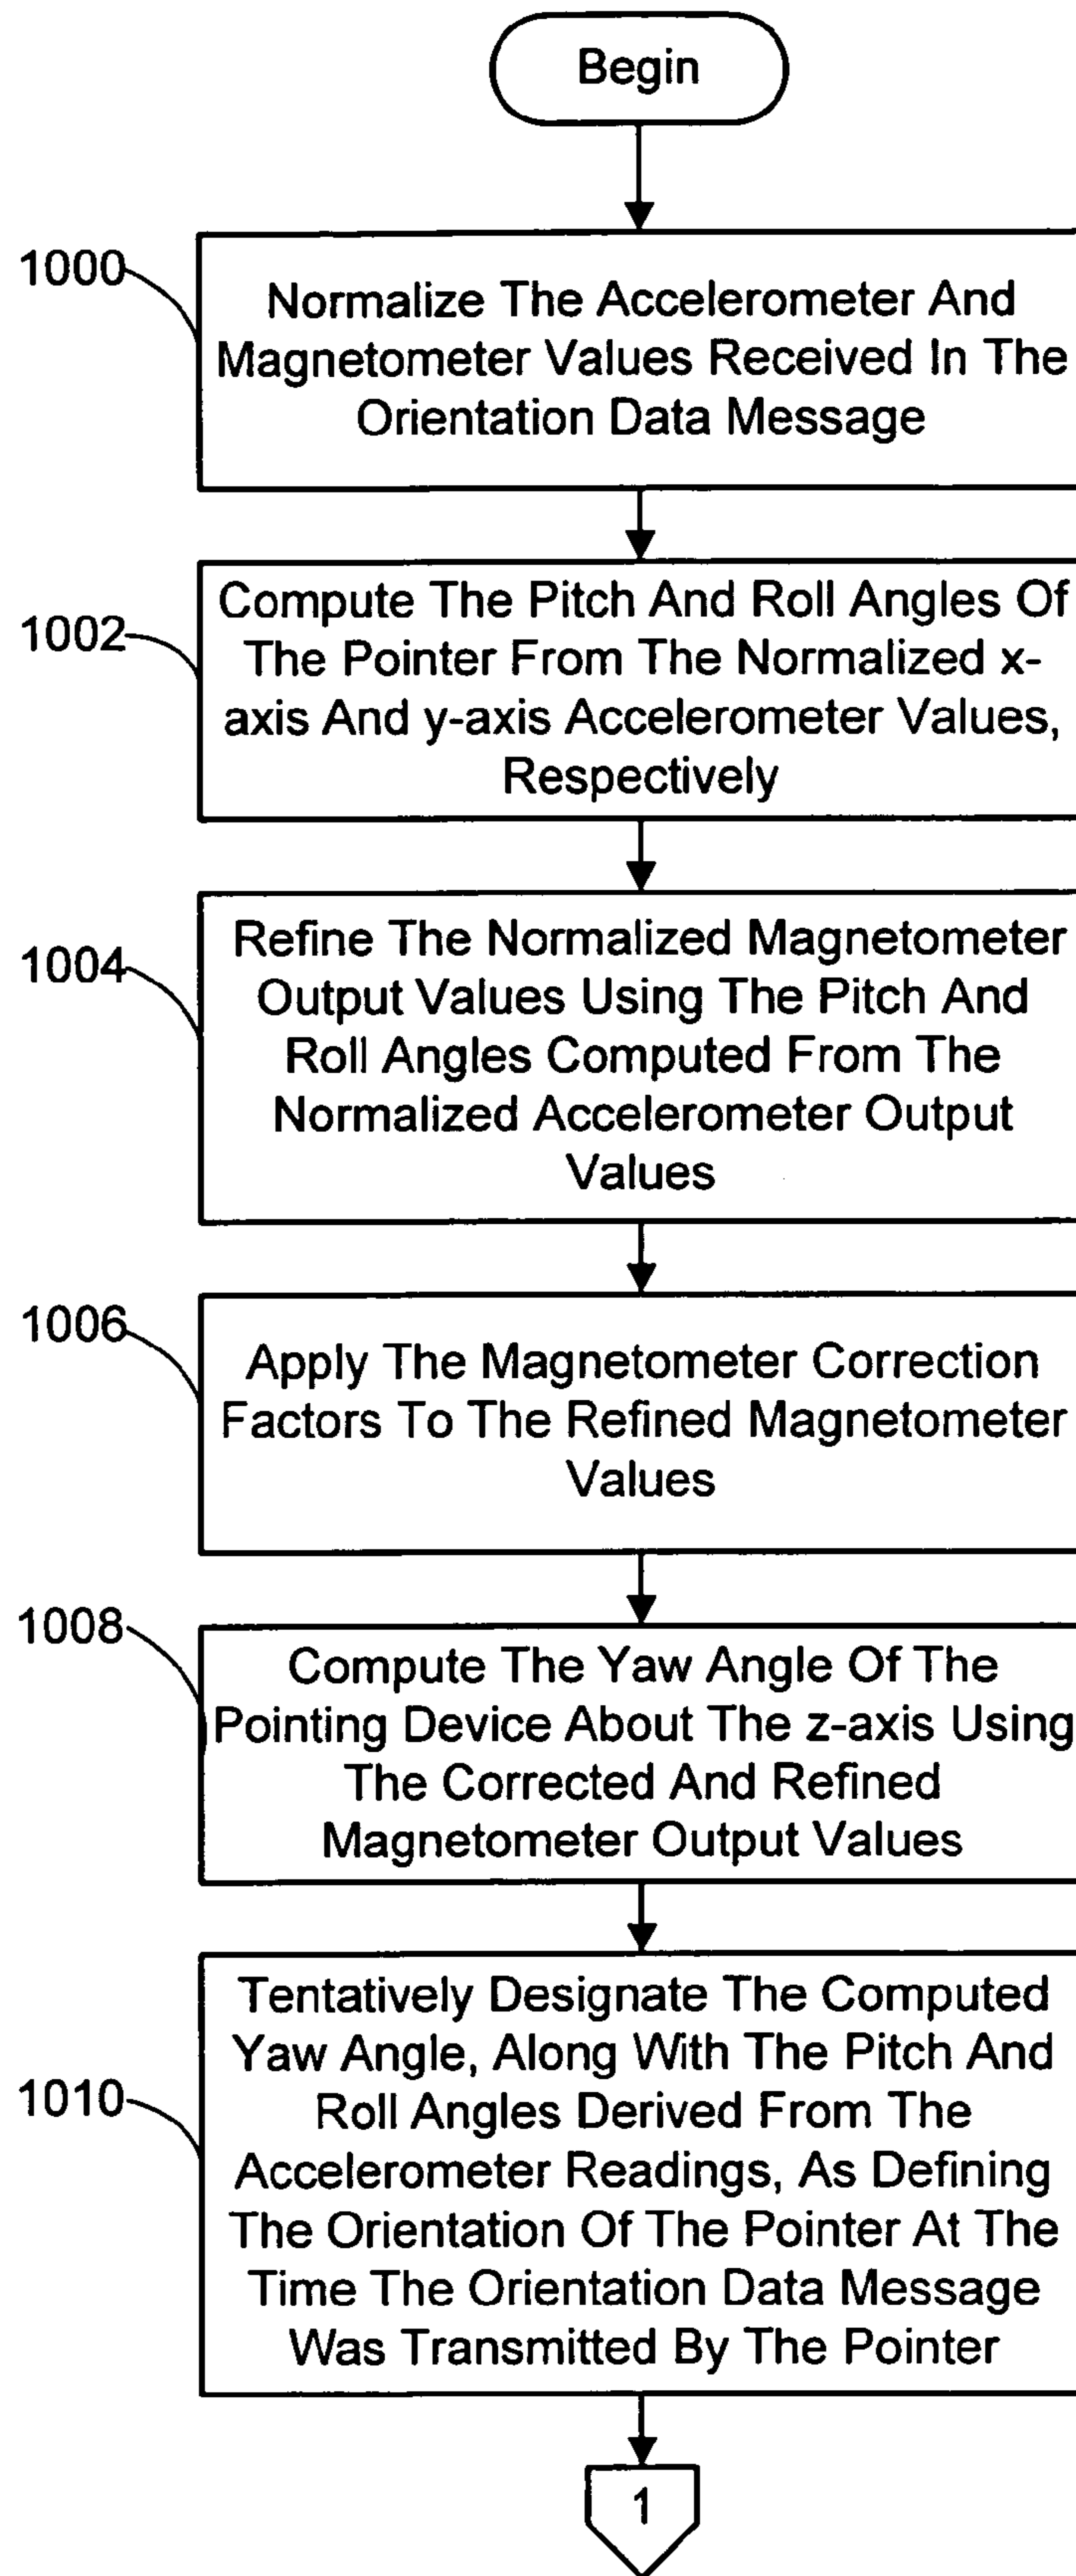 Begin
1000
Normalize The Accelerometer And
Magnetometer Values Received In The
Orientation Data Message
1002
Compute The Pitch And Roll Angles Of
The Pointer From The Normalized x-
axis And y-axis Accelerometer Values,
Respectively
1004
Refine The Normalized Magnetometer
Output Values Using The Pitch And
Roll Angles Computed From The
Normalized Accelerometer Output
Values
1006
Apply The Magnetometer Correction
Factors To The Refined Magnetometer
Values
1008
Compute The Yaw Angle Of The
Pointing Device About The z-axis Using
The Corrected And Refined
Magnetometer Output Values
1010
Tentatively Designate The Computed
Yaw Angle, Along With The Pitch And
Roll Angles Derived From The
Accelerometer Readings, As Defining
The Orientation Of The Pointer At The
Time The Orientation Data Message
Was Transmitted By The Pointer
1